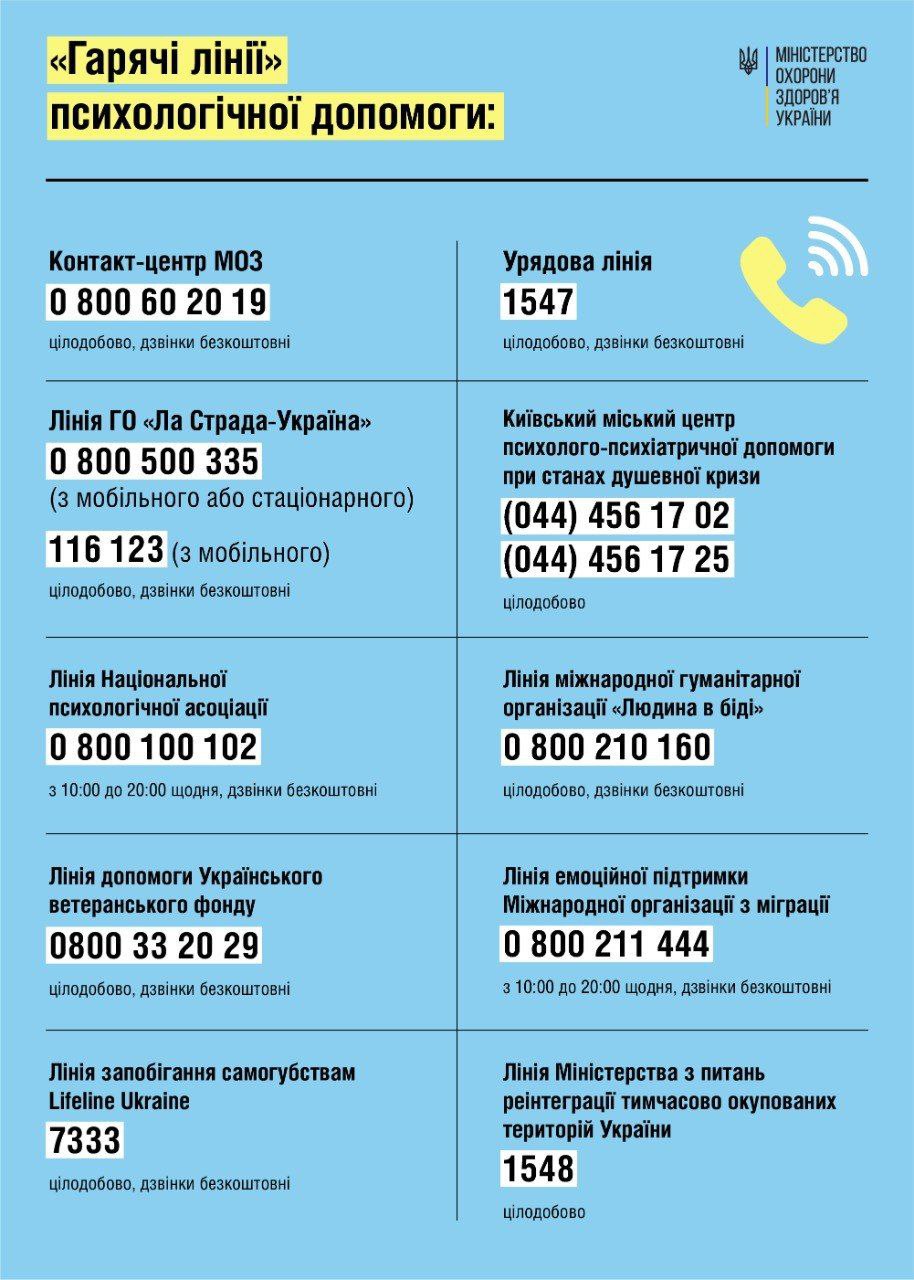 «Гарячі лінії»
психологічної допомоги:
МІНІСТЕРСТВО
ОХОРОНИ
ЗДОРОВ'Я
УКРАЇНИ
Контакт-центр МОЗ
0 800 60 20 19
цілодобово, дзвінки безкоштовні
Урядова лінія
1547
цілодобово, дзвінки безкоштовні
Лінія ГО «Ла Страда-Україна»
0 800 500 335
(з мобільного або стаціонарного)
116 123 (з мобільного)
цілодобово, дзвінки безкоштовні
Київський міський центр
психолого-психіатричної допомоги
при станах душевної кризи
(044) 456 17 02
(044) 456 17 25
цілодобово
Лінія Національної
психологічної асоціації
0 800 100 102
з 10:00 до 20:00 щодня, дзвінки безкоштовні
Лінія міжнародної гуманітарної
організації «Людина в біді»
0 800 210 160
цілодобово, дзвінки безкоштовні
Лінія допомоги Українського
ветеранського фонду
0800 33 20 29
цілодобово, дзвінки безкоштовні
Лінія емоційної підтримки
Міжнародної організації з міграції
0 800 211 444
з 10:00 до 20:00 щодня, дзвінки безкоштовні
Лінія запобігання самогубствам
Lifeline Ukraine
7333
цілодобово, дзвінки безкоштовні
Лінія Міністерства з питань
реінтеграції тимчасово окупованих
територій України
1548
цілодобово